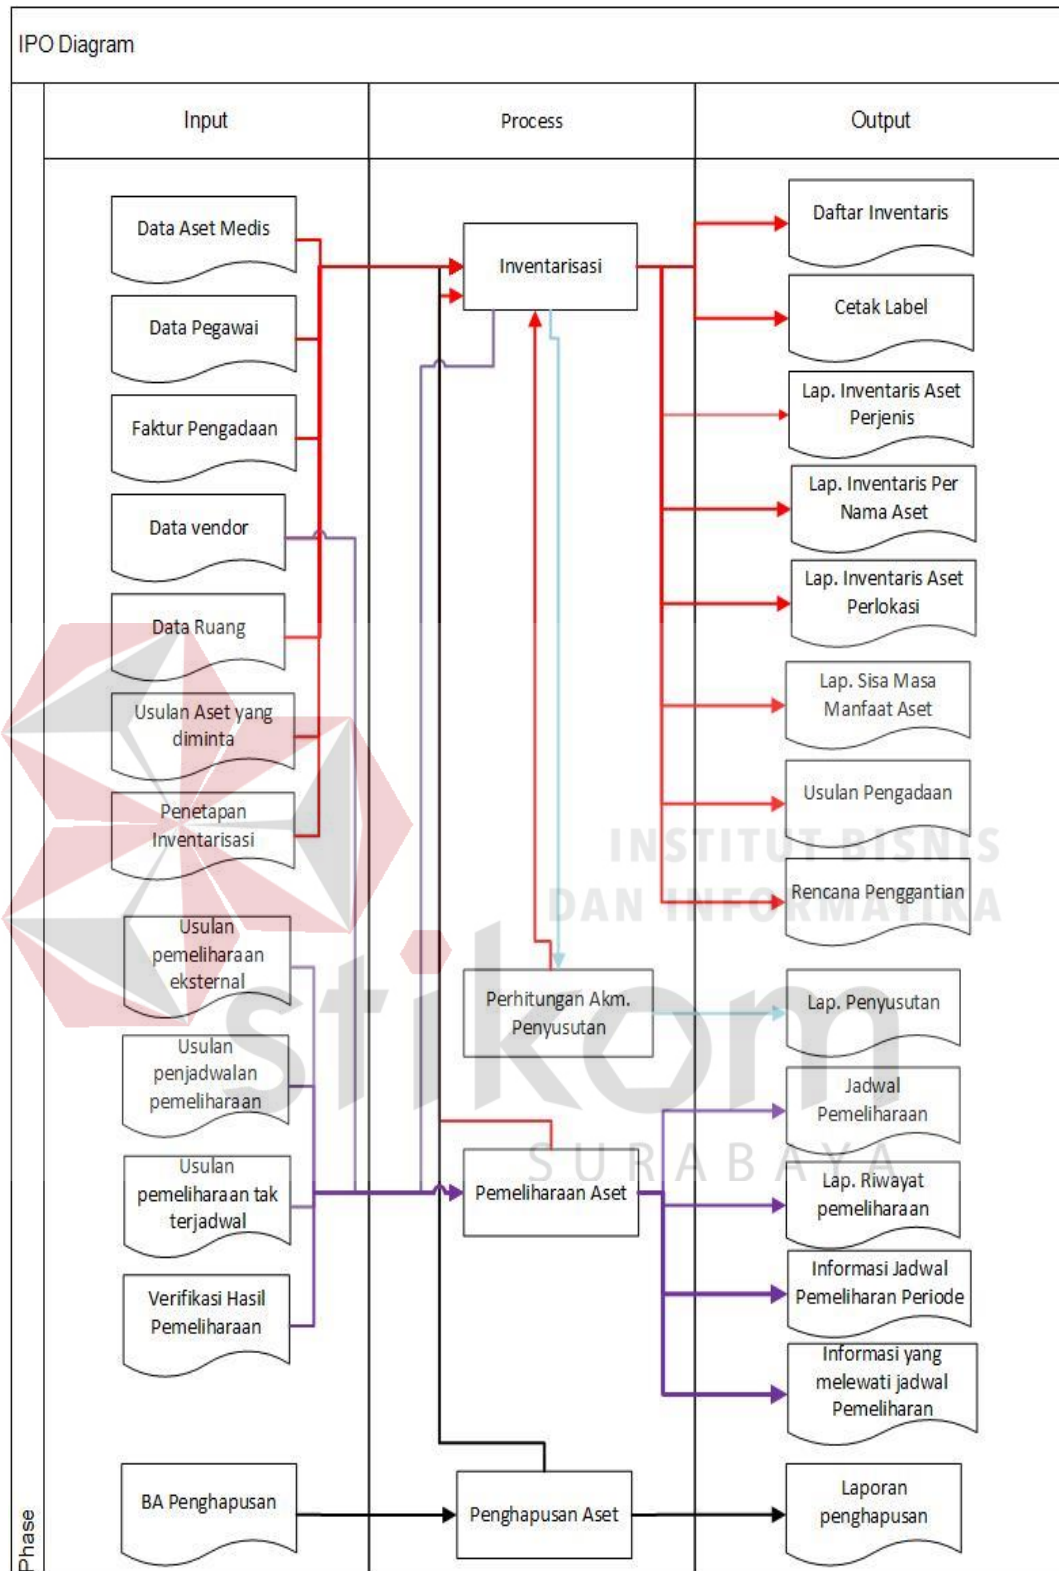 IPO Diagram
Input
Process
Output
Data Aset Medis
Data Pegawai
Faktur Pengadaan
Data vendor
Data Ruang
Usulan Aset yang
diminta
Penetapan
Inventarisasi
Usulan
pemeliharaan
eksternal
Usulan
penjadwalan
pemeliharaan
Usulan
pemeliharaan tak
terjadwal
Verifikasi Hasil
Pemeliharaan
BA Penghapusan
Inventarisasi
Perhitungan Akm.
Penyusutan
Pemeliharaan Aset
Penghapusan Aset
Daftar Inventaris
Cetak Label
Lap. Inventaris Aset
Perjenis
Lap. Inventaris Per
Nama Aset
Lap. Inventaris Aset
Perlokasi
Lap. Sisa Masa
Manfaat Aset
Usulan Pengadaan
Rencana Penggantian
Lap. Penyusutan
Jadwal
Pemeliharaan
Lap. Riwayat
pemeliharaan
Informasi Jadwal
Pemeliharan Periode
Informasi yang
melewati jadwal
Pemeliharan
Laporan
penghapusan
Phase
INSTITUT BISNIS
DAN INFORMATIKA
stikom
SURABAYA